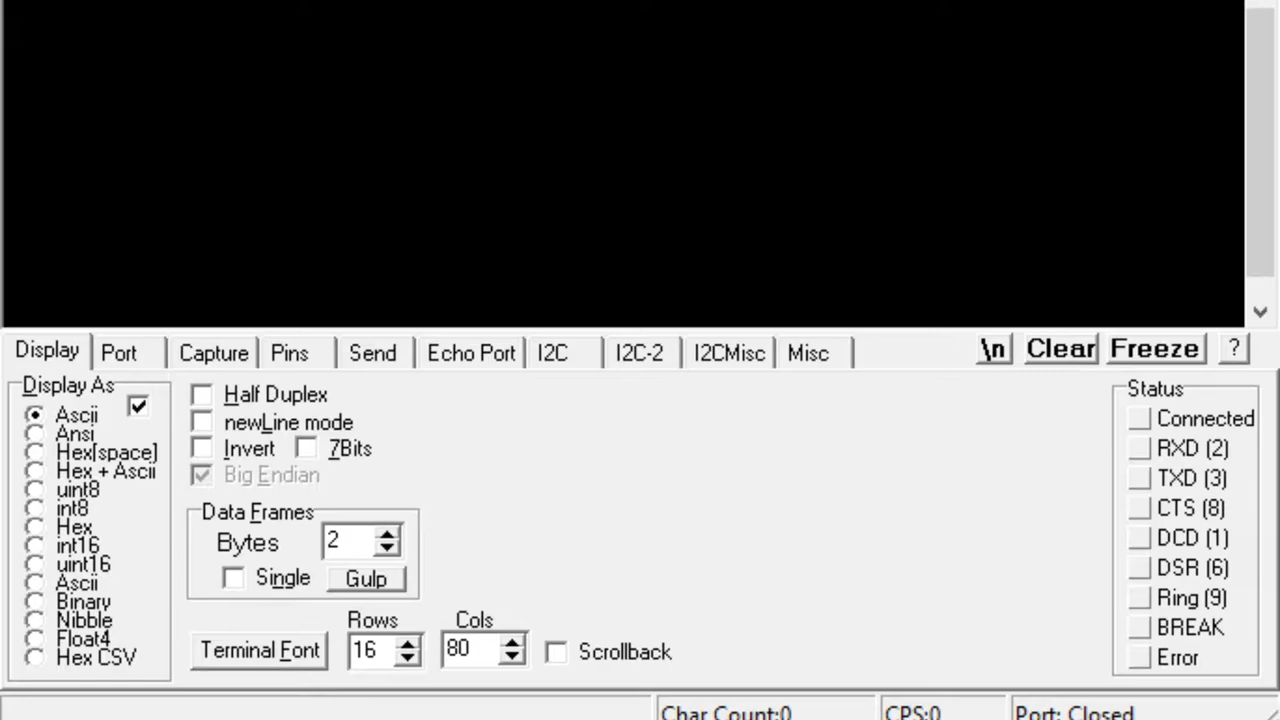 Display Port Capture Pins Send Echo Port I2C I2C-2 I2CMisc Misc \n Clear Freeze ?
Display As
Ascii
Ansi
Hex[space]
Hex + Ascii
uint8
int8
Hex
int16
uint16
Ascii
Binary
Nibble
Float4
Hex CSV
Half Duplex
newLine mode
Invert 7Bits
Big Endian
Data Frames
Bytes 2
Single Gulp
Rows Cols
Terminal Font 16 80 Scrollback
Status
Connected
RXD (2)
TXD (3)
CTS (8)
DCD (1)
DSR (6)
Ring (9)
BREAK
Error
Char Count:0 CPS:0 Port: Closed